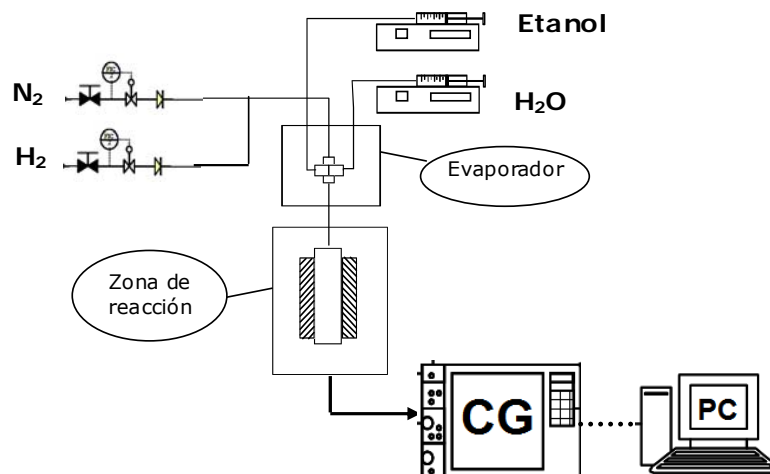 Etanol
N₂
H₂O
H₂
Evaporador
Zona de
reacción
CG
PC